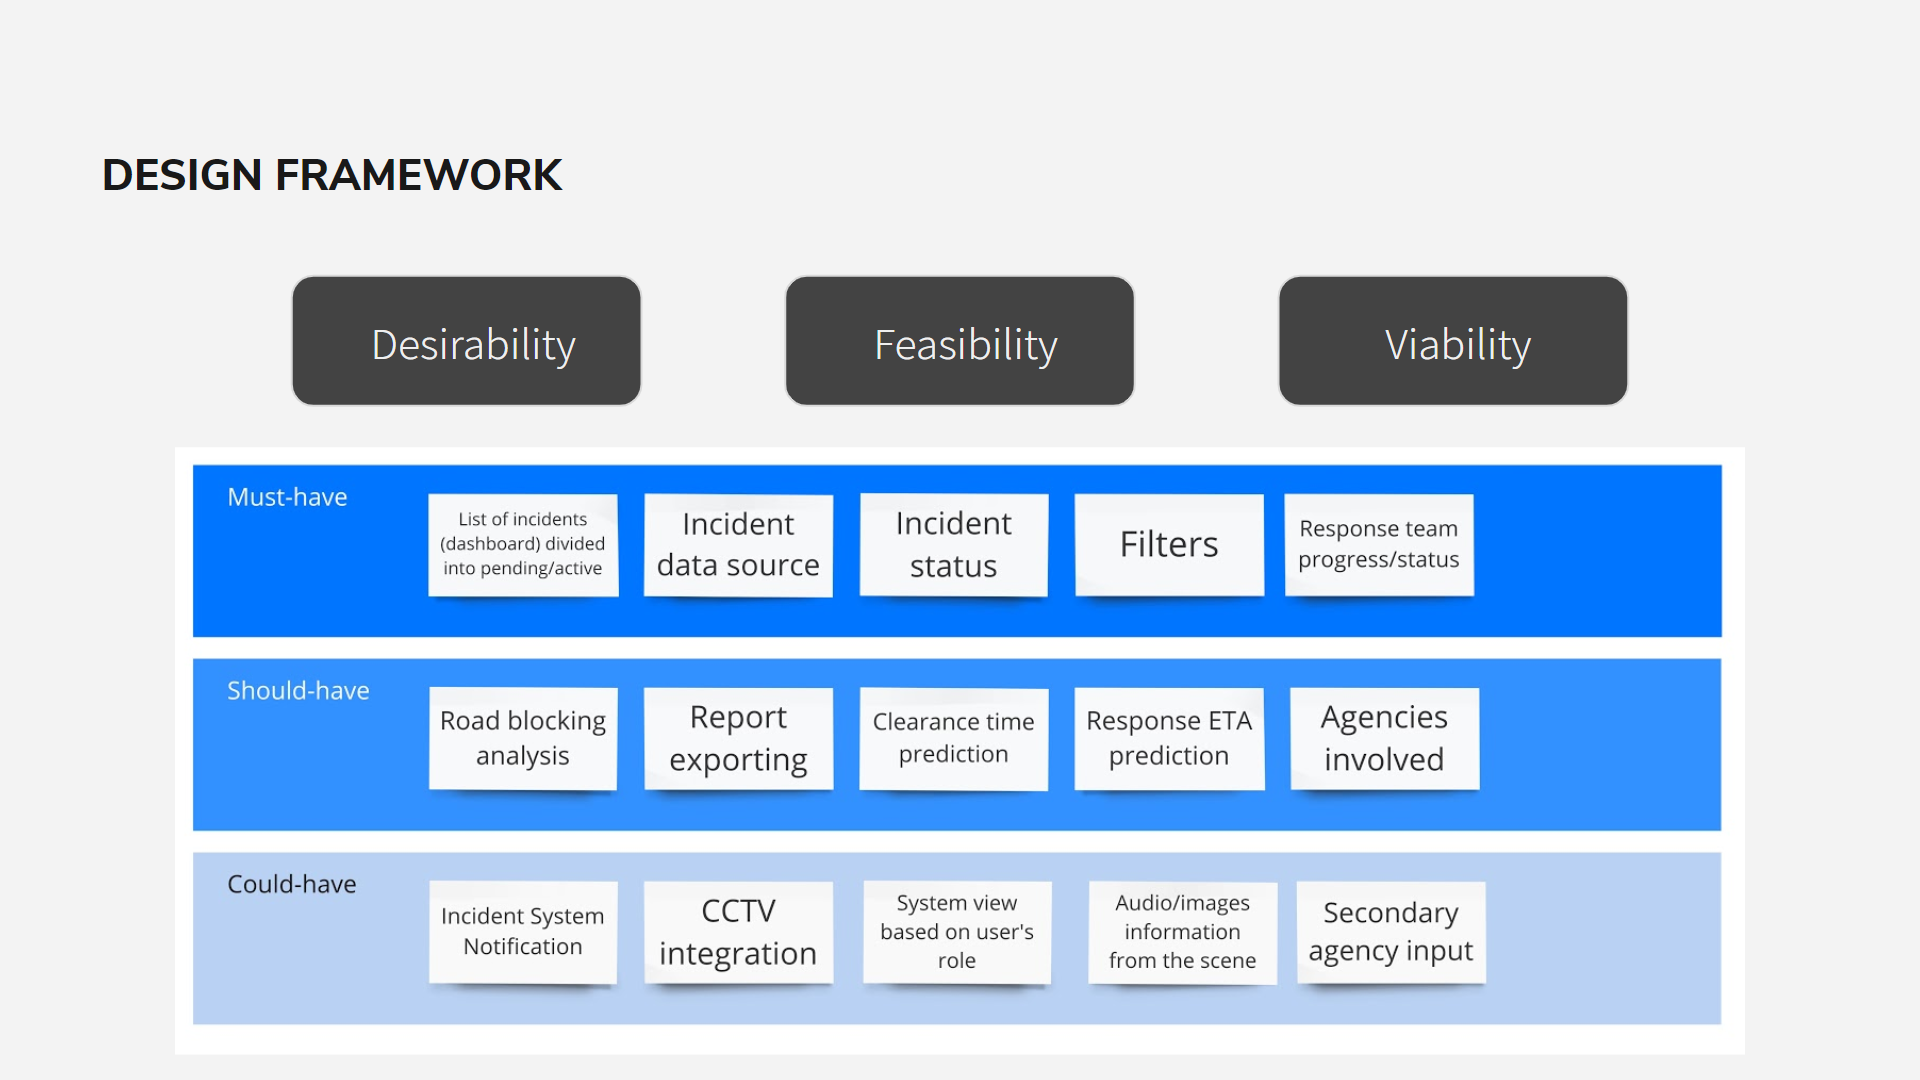 DESIGN FRAMEWORK
Desirability
Feasibility
Viability
Must-have
List of incidents
(dashboard) divided
into pending/active
Incident
data source
Incident
status
Filters
Response team
progress/status
Should-have
Road blocking
analysis
Report
exporting
Clearance time
prediction
Response ETA
prediction
Agencies
involved
Could-have
Incident System
Notification
CCTV
integration
System view
based on user's
role
Audio/images
information
from the scene
Secondary
agency input